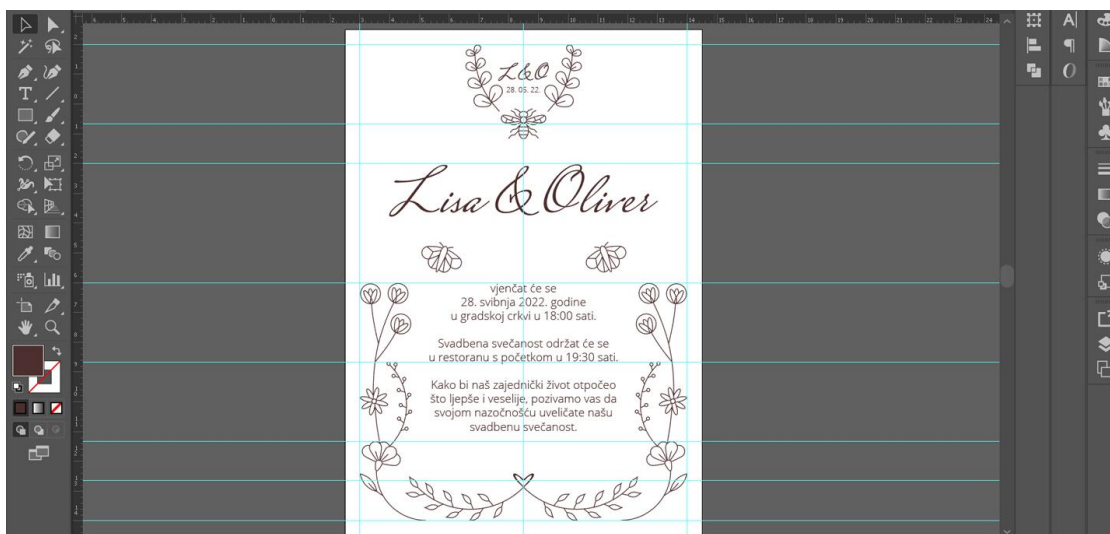 L&O
28. 05. 22.
Lisa & Oliver
vjenčat će se
28. svibnja 2022. godine
u gradskoj crkvi u 18:00 sati.
Svadbena svečanost održat će se
u restoranu s početkom u 19:30 sati.
Kako bi naš zajednički život otpočeo
što ljepše i veselije, pozivamo vas da
svojom nazočnošću uveličate našu
svadbenu svečanost.